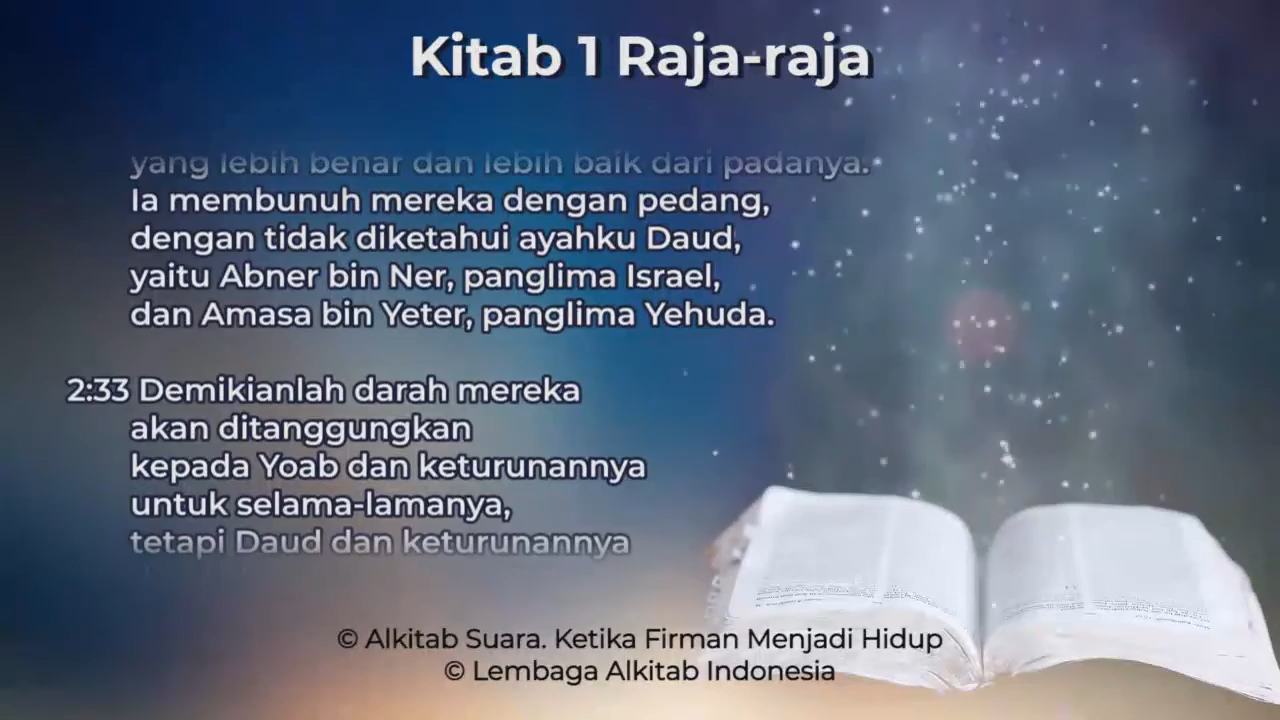 Kitab 1 Raja-raja
yang lebih benar dan lebih baik dari padanya.
Ia membunuh mereka dengan pedang,
dengan tidak diketahui ayahku Daud,
yaitu Abner bin Ner, panglima Israel,
dan Amasa bin Yeter, panglima Yehuda.
2:33 Demikianlah darah mereka
akan ditanggungkan
kepada Yoab dan keturunannya
untuk selama-lamanya,
tetapi Daud dan keturunannya
© Alkitab Suara. Ketika Firman Menjadi Hidup
© Lembaga Alkitab Indonesia